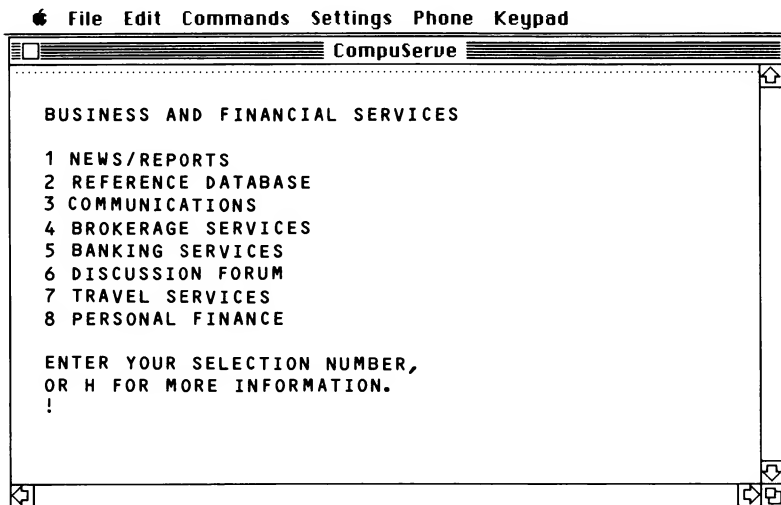 File Edit Commands Settings Phone Keypad
CompuServe
BUSINESS AND FINANCIAL SERVICES
1 NEWS/REPORTS
2 REFERENCE DATABASE
3 COMMUNICATIONS
4 BROKERAGE SERVICES
5 BANKING SERVICES
6 DISCUSSION FORUM
7 TRAVEL SERVICES
8 PERSONAL FINANCE
ENTER YOUR SELECTION NUMBER,
OR H FOR MORE INFORMATION.
!